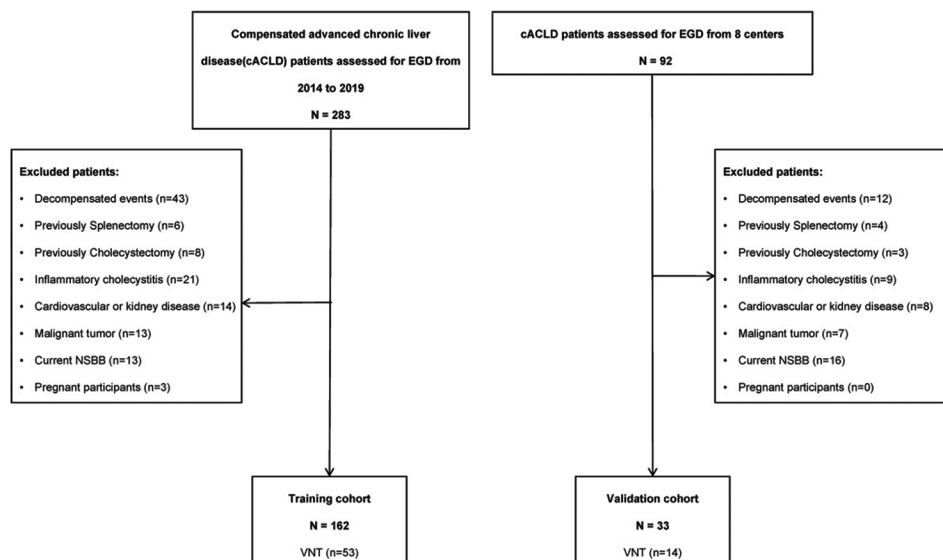 Compensated advanced chronic liver
disease(cACLD) patients assessed for EGD from
2014 to 2019
N = 283
cACLD patients assessed for EGD from 8 centers
N = 92
Excluded patients:
• Decompensated events (n=43)
• Previously Splenectomy (n=6)
• Previously Cholecystectomy (n=8)
• Inflammatory cholecystitis (n=21)
• Cardiovascular or kidney disease (n=14)
• Malignant tumor (n=13)
• Current NSBB (n=13)
• Pregnant participants (n=3)
Excluded patients:
• Decompensated events (n=12)
• Previously Splenectomy (n=4)
• Previously Cholecystectomy (n=3)
• Inflammatory cholecystitis (n=9)
• Cardiovascular or kidney disease (n=8)
• Malignant tumor (n=7)
• Current NSBB (n=16)
• Pregnant participants (n=0)
Training cohort
N = 162
VNT (n=53)
Validation cohort
N = 33
VNT (n=14)